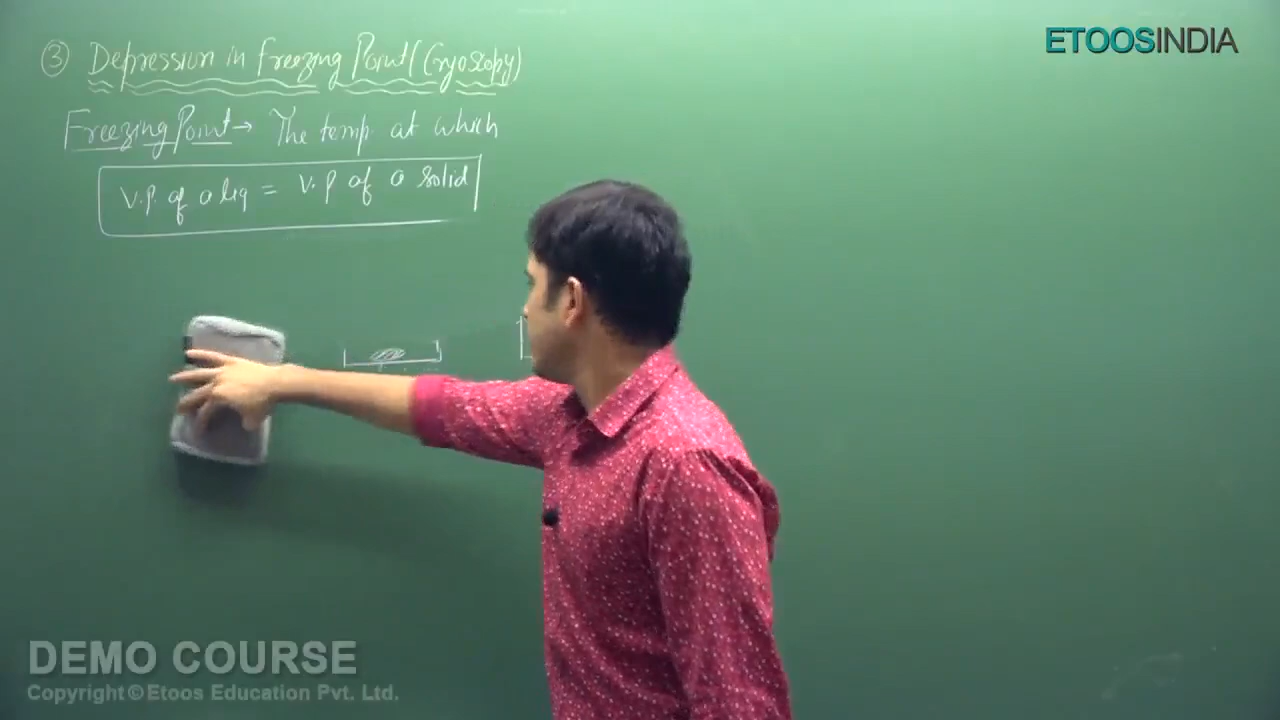 ③ Depression in Freezing Point (Cryoscopy)
Freezing Point → The temp. at which
V.P. of a liq = V.P of a solid
ETOOSINDIA
DEMO COURSE
Copyright © Etoos Education Pvt. Ltd.